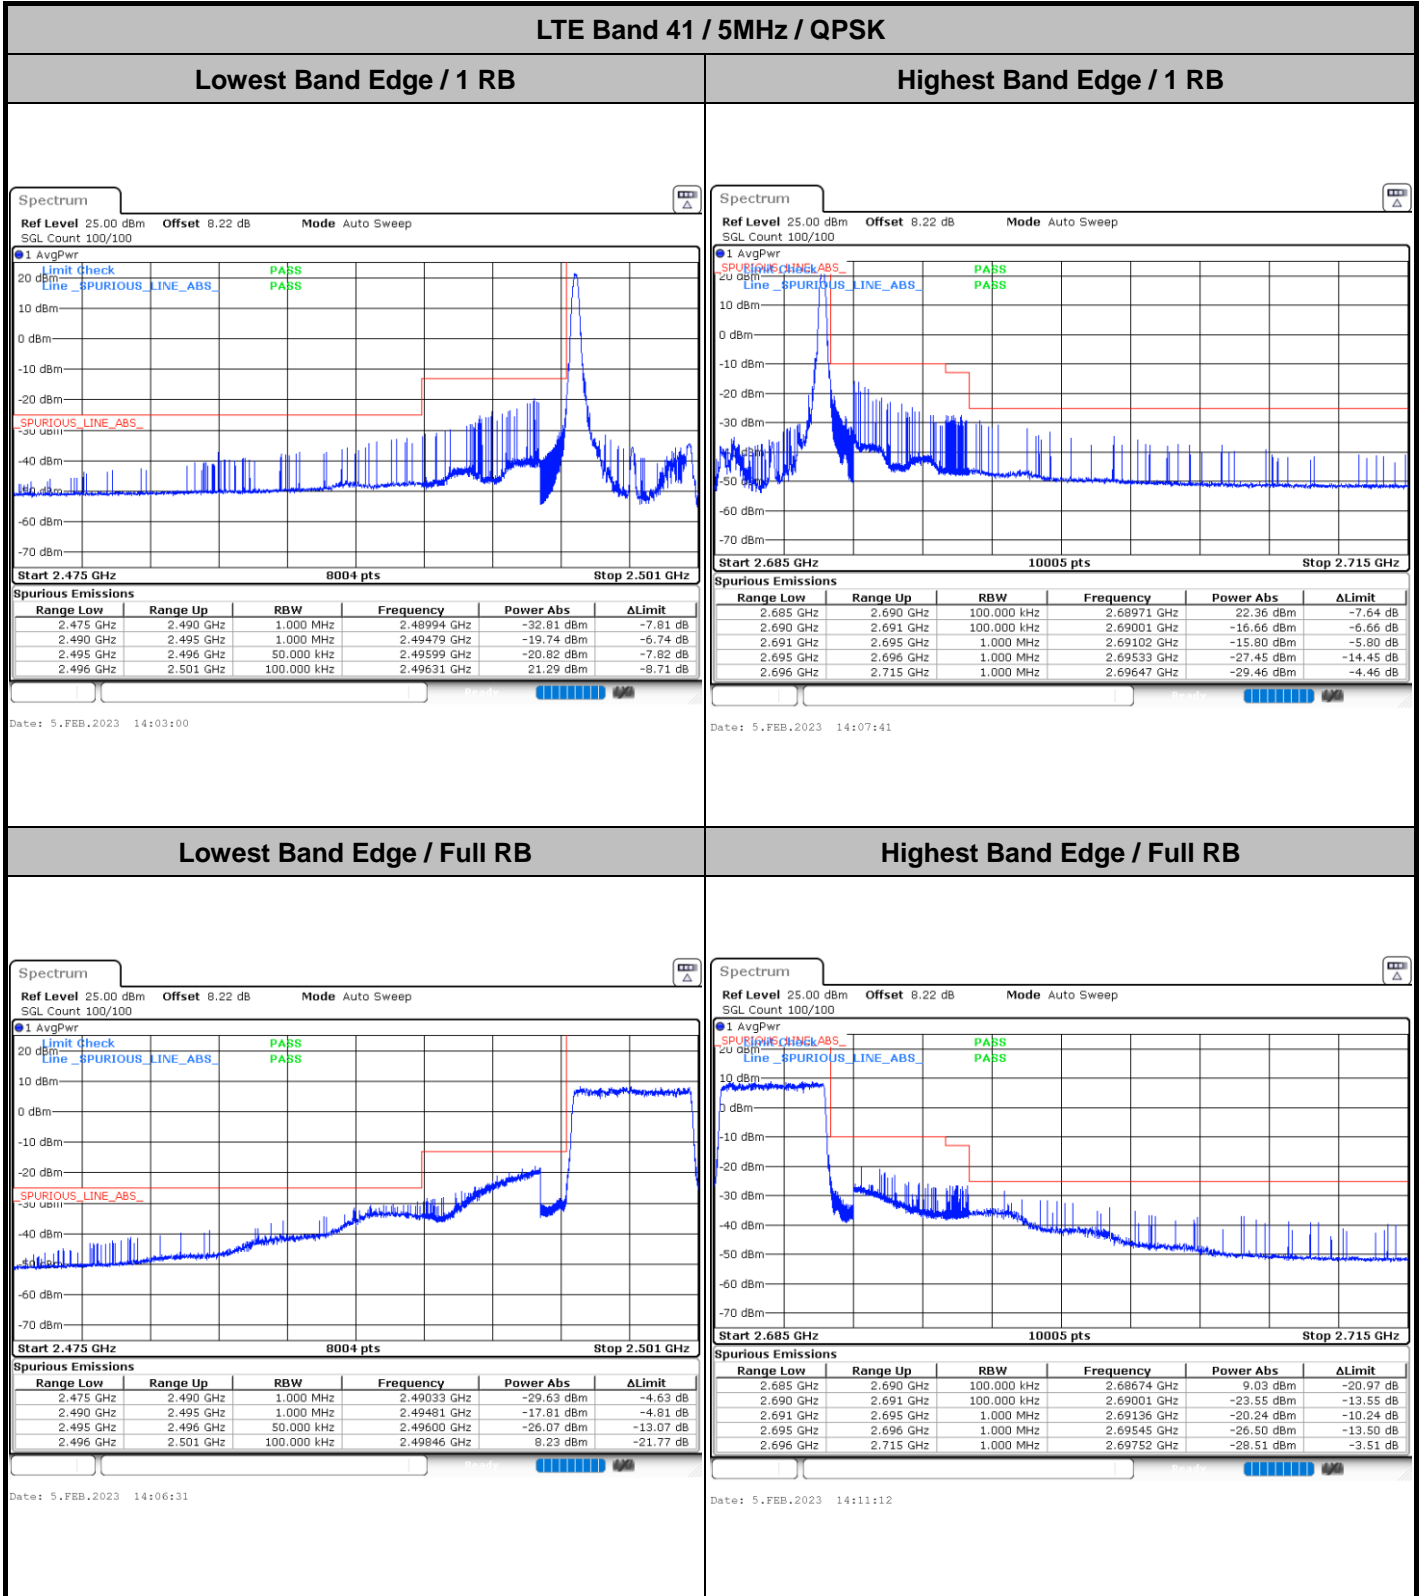 LTE Band 41 / 5MHz / QPSK
Lowest Band Edge / 1 RB
Highest Band Edge / 1 RB
Spectrum
Ref Level 25.00 dBm Offset 8.22 dB Mode Auto Sweep
SGL Count 100/100
1 AvgPwr
Limit Check PASS
Line _SPURIOUS_LINE_ABS_ PASS
20 dBm
10 dBm
0 dBm
-10 dBm
-20 dBm
_SPURIOUS_LINE_ABS_
-30 dBm
-40 dBm
-50 dBm
-60 dBm
-70 dBm
Start 2.475 GHz 8004 pts Stop 2.501 GHz
Spurious Emissions
Range Low Range Up RBW Frequency Power Abs ΔLimit
2.475 GHz 2.490 GHz 1.000 MHz 2.48994 GHz -32.81 dBm -7.81 dB
2.490 GHz 2.495 GHz 1.000 MHz 2.49479 GHz -19.74 dBm -6.74 dB
2.495 GHz 2.496 GHz 50.000 kHz 2.49599 GHz -20.82 dBm -7.82 dB
2.496 GHz 2.501 GHz 100.000 kHz 2.49631 GHz 21.29 dBm -8.71 dB
Ready
Date: 5.FEB.2023 14:03:00
Spectrum
Ref Level 25.00 dBm Offset 8.22 dB Mode Auto Sweep
SGL Count 100/100
1 AvgPwr
_SPURIOUS_LINE_ABS_
Limit Check PASS
20 dBm
Line _SPURIOUS_LINE_ABS_ PASS
10 dBm
0 dBm
-10 dBm
-20 dBm
-30 dBm
-40 dBm
-50 dBm
-60 dBm
-70 dBm
Start 2.685 GHz 10005 pts Stop 2.715 GHz
Spurious Emissions
Range Low Range Up RBW Frequency Power Abs ΔLimit
2.685 GHz 2.690 GHz 100.000 kHz 2.68971 GHz 22.36 dBm -7.64 dB
2.690 GHz 2.691 GHz 100.000 kHz 2.69001 GHz -16.66 dBm -6.66 dB
2.691 GHz 2.695 GHz 1.000 MHz 2.69102 GHz -15.80 dBm -5.80 dB
2.695 GHz 2.696 GHz 1.000 MHz 2.69533 GHz -27.45 dBm -14.45 dB
2.696 GHz 2.715 GHz 1.000 MHz 2.69647 GHz -29.46 dBm -4.46 dB
Ready
Date: 5.FEB.2023 14:07:41
Lowest Band Edge / Full RB
Highest Band Edge / Full RB
Spectrum
Ref Level 25.00 dBm Offset 8.22 dB Mode Auto Sweep
SGL Count 100/100
1 AvgPwr
Limit Check PASS
20 dBm
Line _SPURIOUS_LINE_ABS_ PASS
10 dBm
0 dBm
-10 dBm
-20 dBm
_SPURIOUS_LINE_ABS_
-30 dBm
-40 dBm
-50 dBm
-60 dBm
-70 dBm
Start 2.475 GHz 8004 pts Stop 2.501 GHz
Spurious Emissions
Range Low Range Up RBW Frequency Power Abs ΔLimit
2.475 GHz 2.490 GHz 1.000 MHz 2.49033 GHz -29.63 dBm -4.63 dB
2.490 GHz 2.495 GHz 1.000 MHz 2.49481 GHz -17.81 dBm -4.81 dB
2.495 GHz 2.496 GHz 50.000 kHz 2.49600 GHz -26.07 dBm -13.07 dB
2.496 GHz 2.501 GHz 100.000 kHz 2.49846 GHz 8.23 dBm -21.77 dB
Ready
Date: 5.FEB.2023 14:06:31
Spectrum
Ref Level 25.00 dBm Offset 8.22 dB Mode Auto Sweep
SGL Count 100/100
1 AvgPwr
_SPURIOUS_LINE_ABS_
Limit Check PASS
20 dBm
Line _SPURIOUS_LINE_ABS_ PASS
10 dBm
0 dBm
-10 dBm
-20 dBm
-30 dBm
-40 dBm
-50 dBm
-60 dBm
-70 dBm
Start 2.685 GHz 10005 pts Stop 2.715 GHz
Spurious Emissions
Range Low Range Up RBW Frequency Power Abs ΔLimit
2.685 GHz 2.690 GHz 100.000 kHz 2.68674 GHz 9.03 dBm -20.97 dB
2.690 GHz 2.691 GHz 100.000 kHz 2.69001 GHz -23.55 dBm -13.55 dB
2.691 GHz 2.695 GHz 1.000 MHz 2.69136 GHz -20.24 dBm -10.24 dB
2.695 GHz 2.696 GHz 1.000 MHz 2.69545 GHz -26.50 dBm -13.50 dB
2.696 GHz 2.715 GHz 1.000 MHz 2.69752 GHz -28.51 dBm -3.51 dB
Ready
Date: 5.FEB.2023 14:11:12